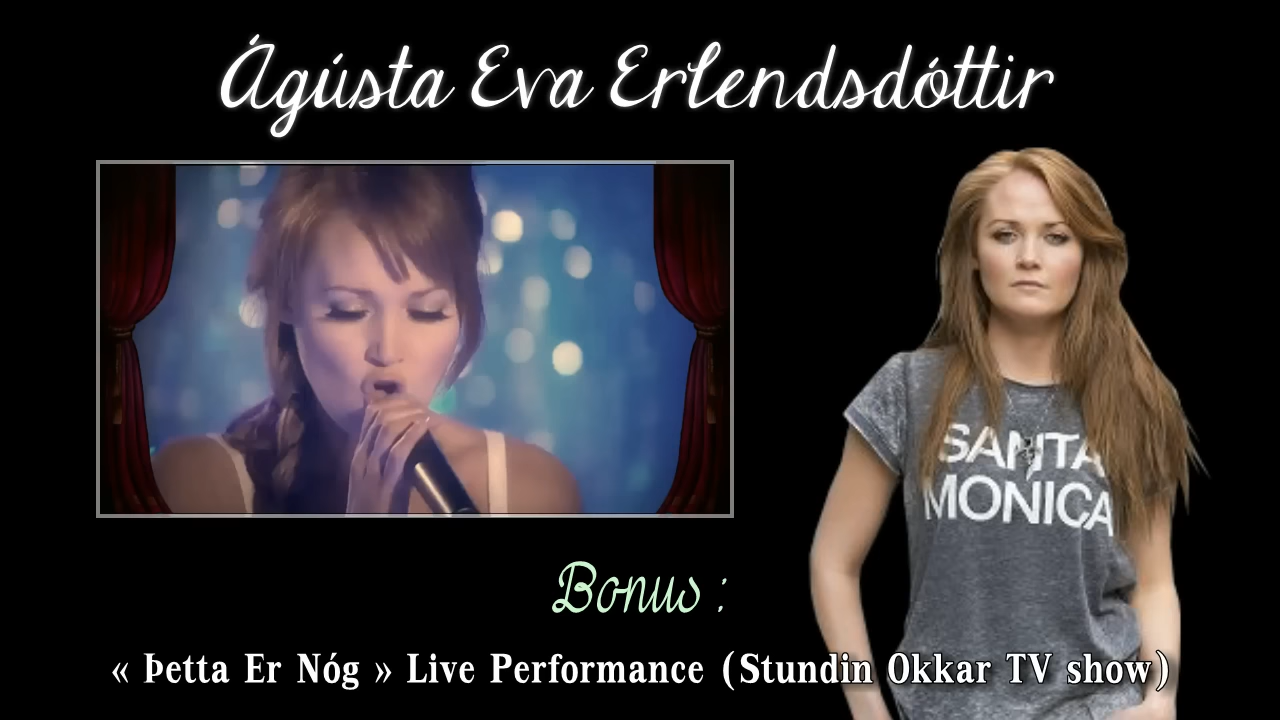 Ágústa Eva Erlendsdóttir
SANTA
MONICA
Bonus :
« Þetta Er Nóg » Live Performance (Stundin Okkar TV show)